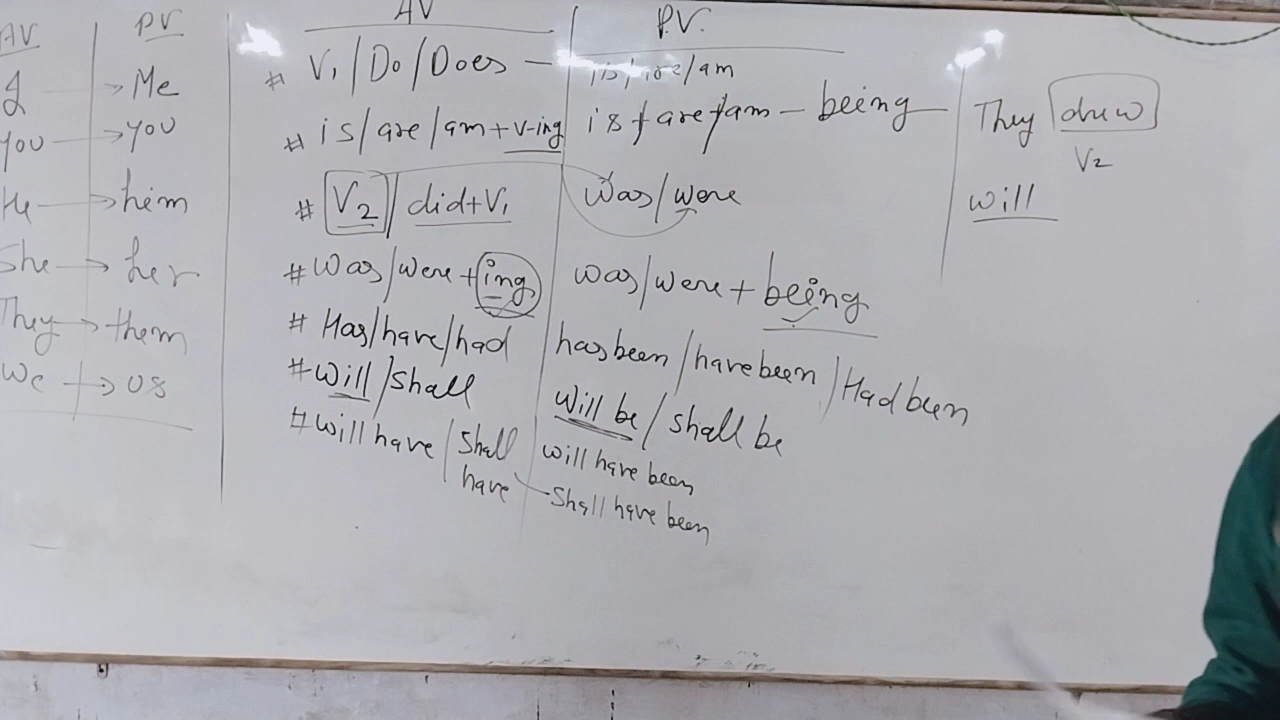 AV | PV
I → Me
you → you
He → him
She → her
They → them
We → us
AV | P.V.
# V₁/Do/Does – | is/are/am
# is/are/am+v-ing | is/are/am – being
# V₂/did+V₁ | Was/were
# Was/were+ing | was/were+being
# Has/have/had | has been/have been/Had been
# will/shall | Will be/shall be
# will have/Shall have | will have been
Shall have been
They drew
V₂
will